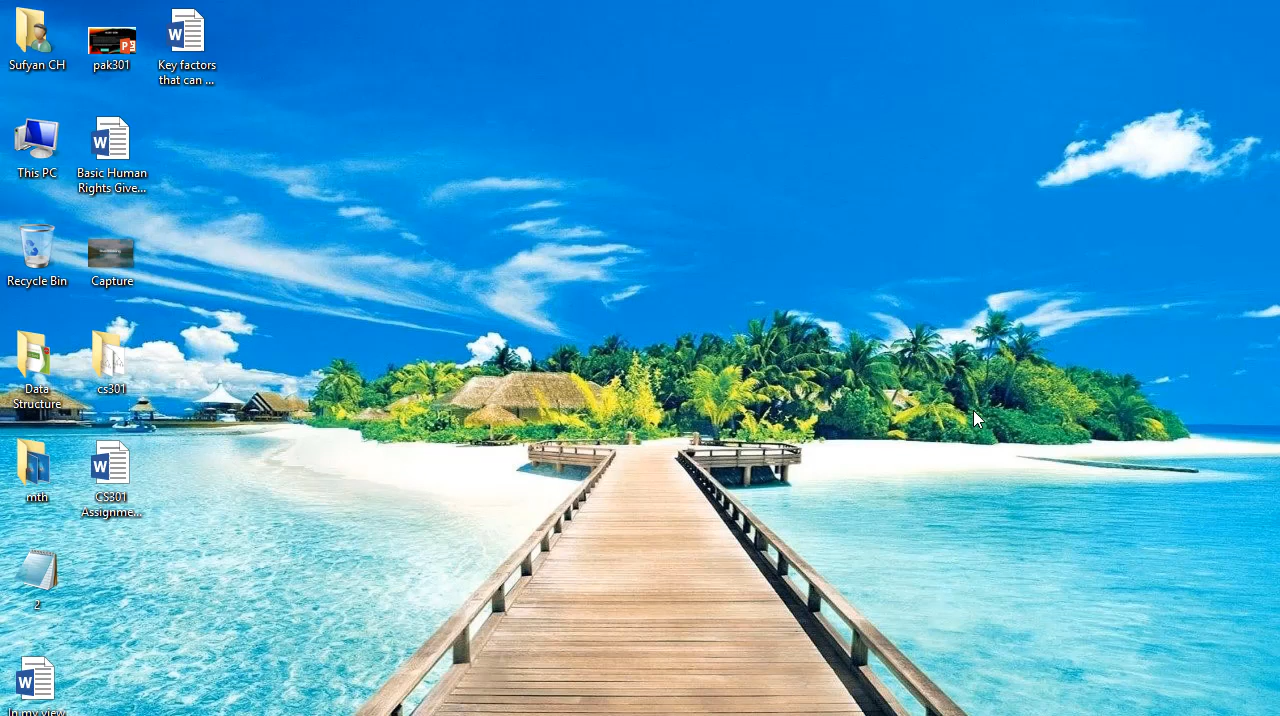 Sufyan CH
pak301
Key factors
that can ...
This PC
Basic Human
Rights Give...
Recycle Bin
Capture
Data
Structure
cs301
mth
CS301
Assignme...
2
In my view